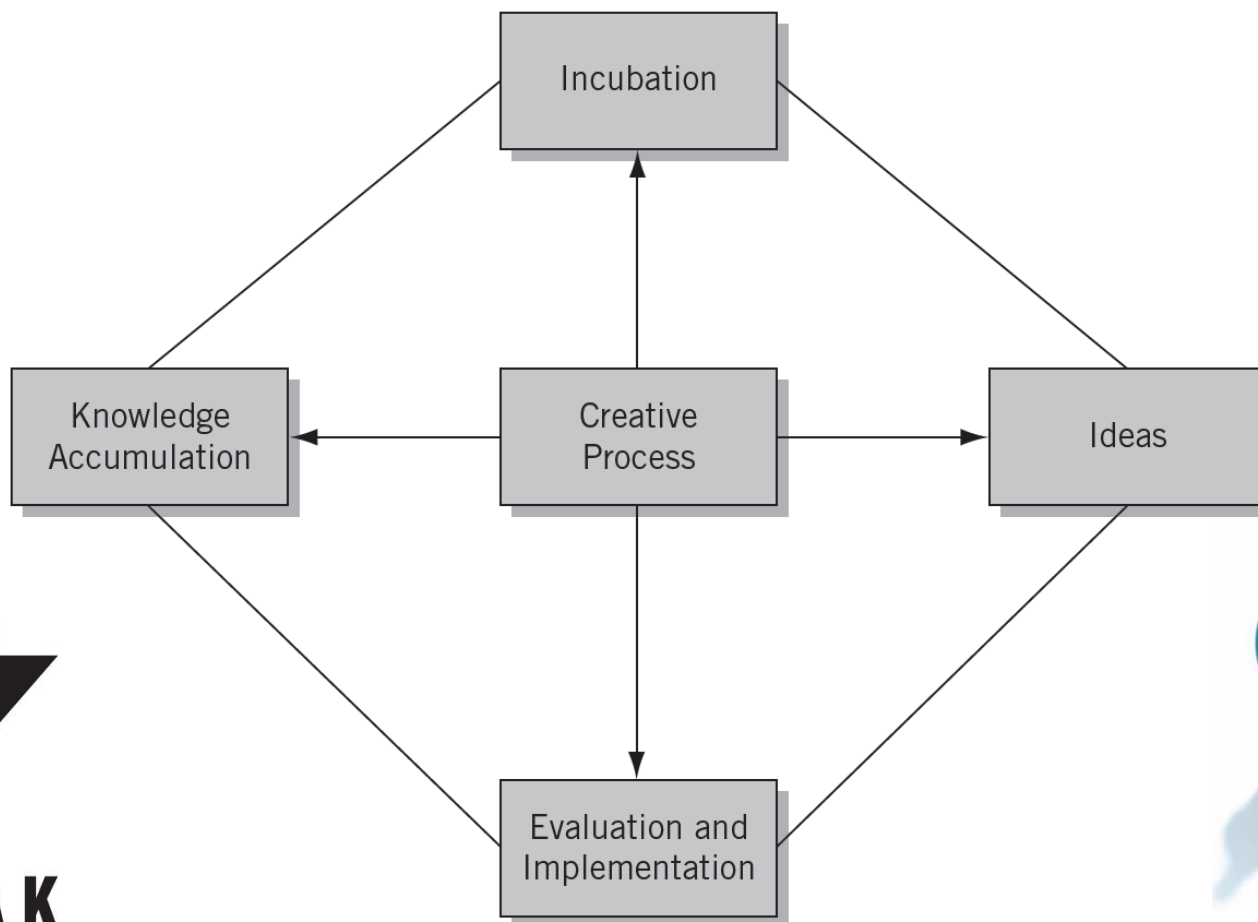 Incubation
Knowledge
Accumulation
Creative
Process
Ideas
Evaluation and
Implementation